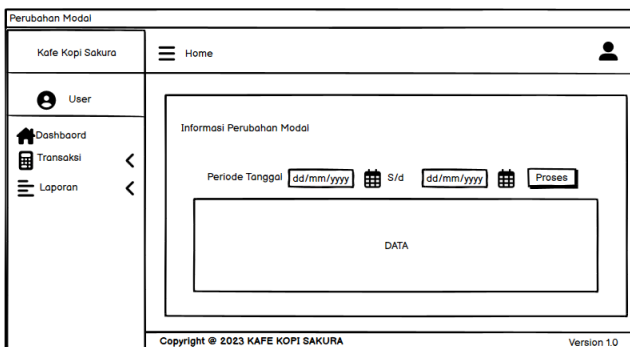 Perubahan Modal
Kafe Kopi Sakura
Home
User
Dashbaord
Transaksi
Laporan
Informasi Perubahan Modal
Periode Tanggal dd/mm/yyyy S/d dd/mm/yyyy Proses
DATA
Copyright @ 2023 KAFE KOPI SAKURA
Version 1.0